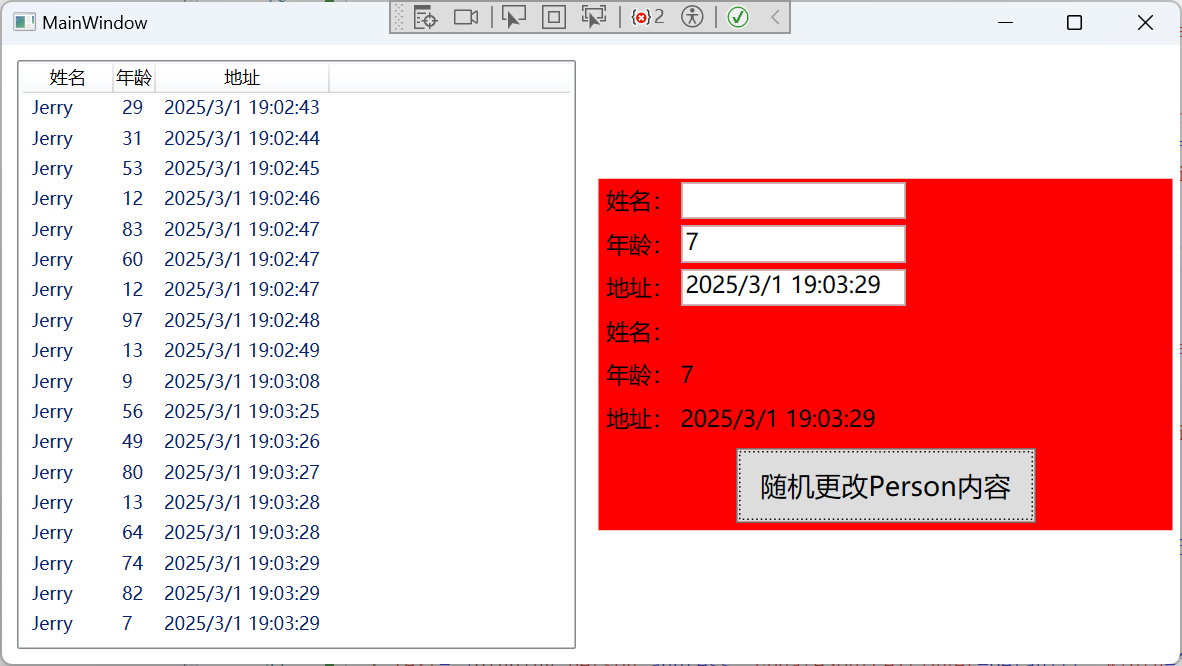 MainWindow
2
姓名 年龄 地址
Jerry 29 2025/3/1 19:02:43
Jerry 31 2025/3/1 19:02:44
Jerry 53 2025/3/1 19:02:45
Jerry 12 2025/3/1 19:02:46
Jerry 83 2025/3/1 19:02:47
Jerry 60 2025/3/1 19:02:47
Jerry 12 2025/3/1 19:02:47
Jerry 97 2025/3/1 19:02:48
Jerry 13 2025/3/1 19:02:49
Jerry 9 2025/3/1 19:03:08
Jerry 56 2025/3/1 19:03:25
Jerry 49 2025/3/1 19:03:26
Jerry 80 2025/3/1 19:03:27
Jerry 13 2025/3/1 19:03:28
Jerry 64 2025/3/1 19:03:28
Jerry 74 2025/3/1 19:03:29
Jerry 82 2025/3/1 19:03:29
Jerry 7 2025/3/1 19:03:29
姓名：
年龄： 7
地址： 2025/3/1 19:03:29
姓名：
年龄： 7
地址： 2025/3/1 19:03:29
随机更改Person内容